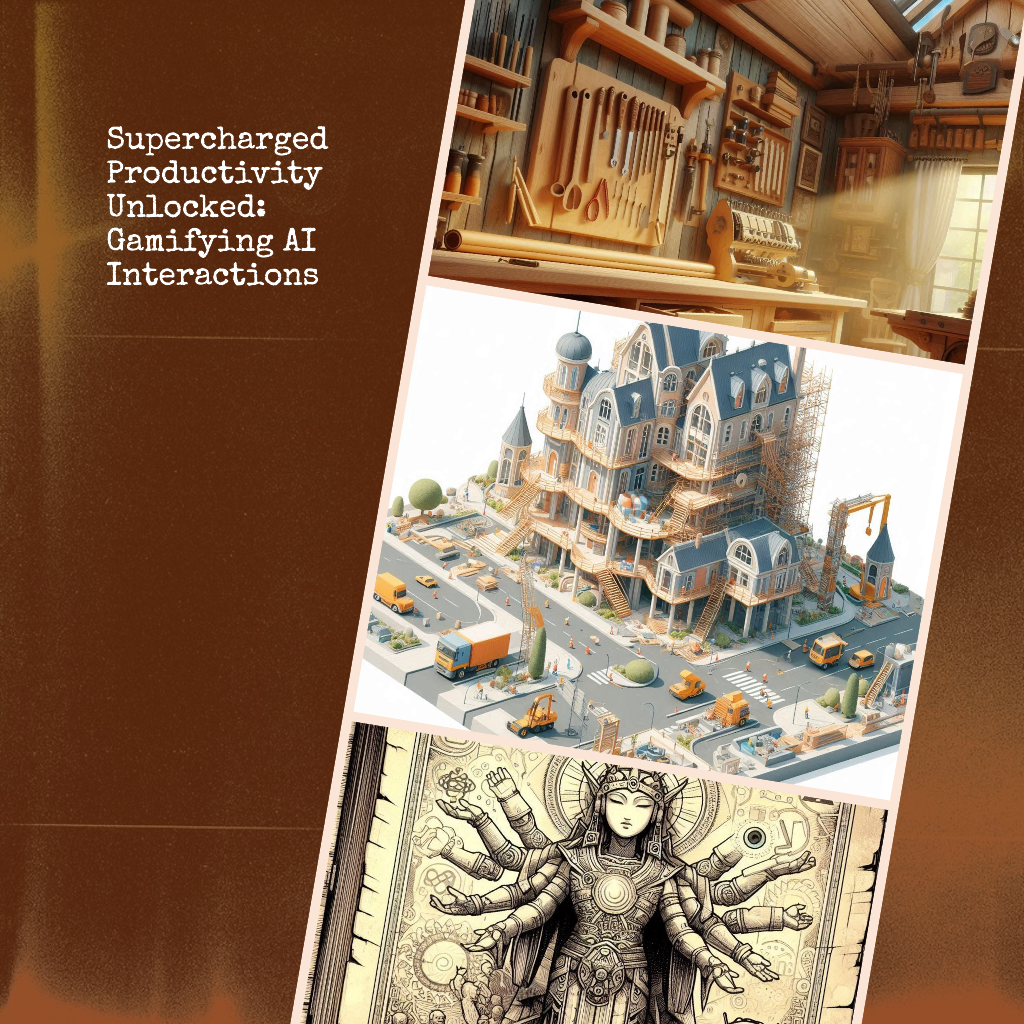 Supercharged
Productivity
Unlocked:
Gamifying AI
Interactions